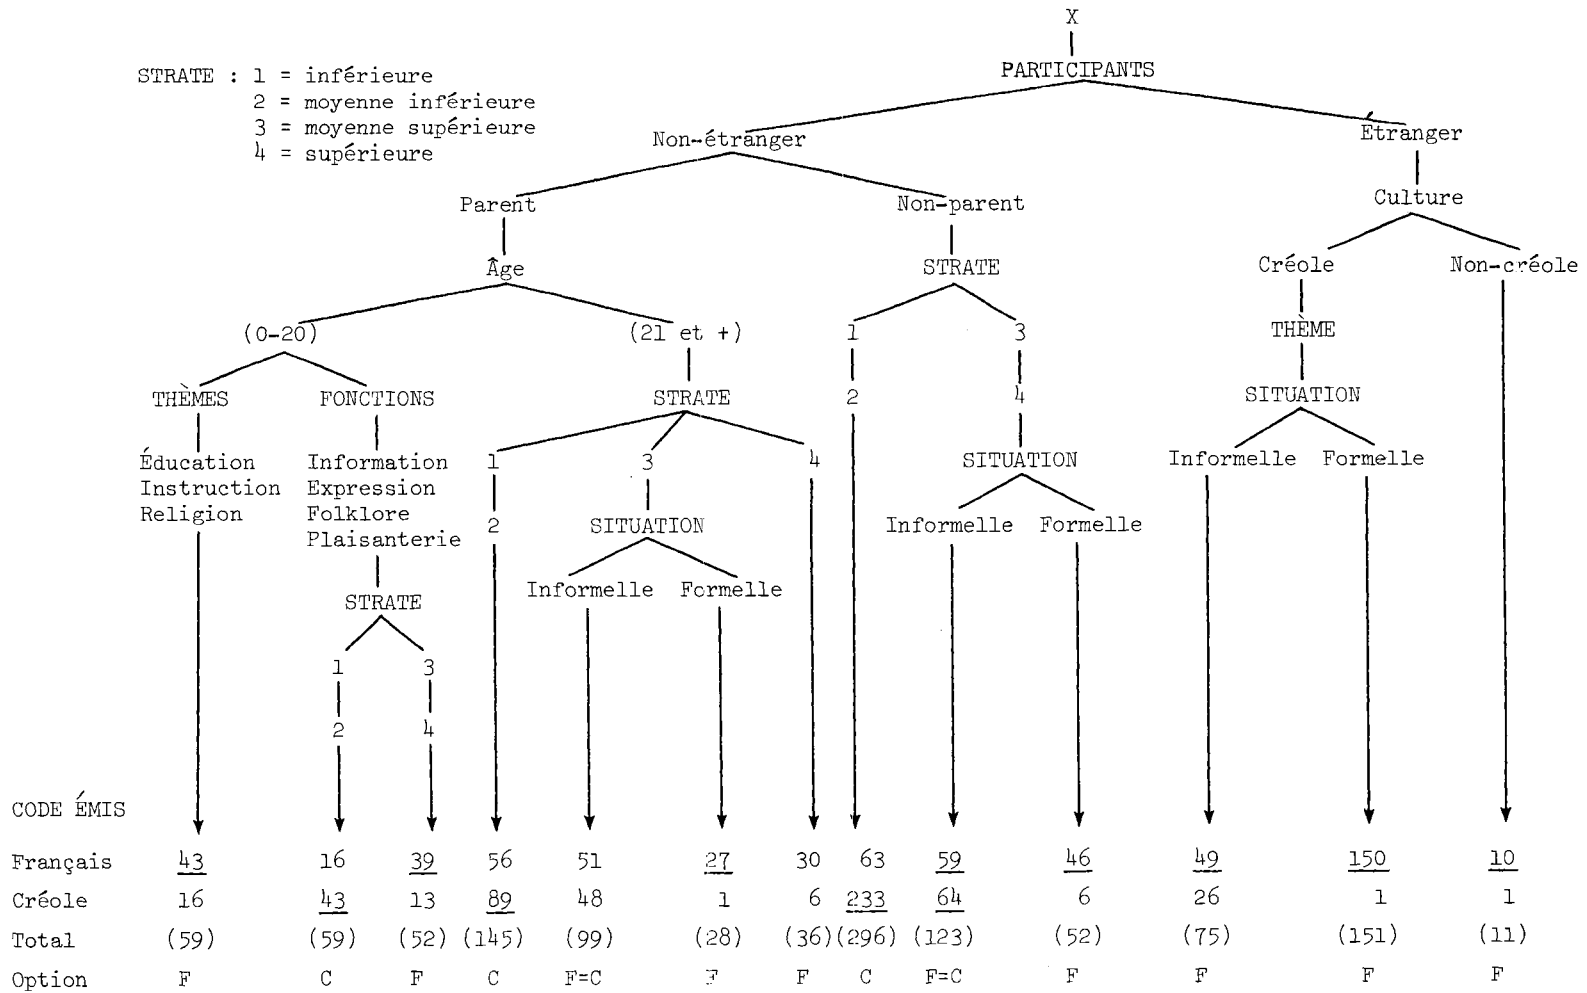 X
PARTICIPANTS
STRATE : 1 = inférieure
2 = moyenne inférieure
3 = moyenne supérieure
4 = supérieure
Non-étranger Étranger
Parent Non-parent Culture
Âge STRATE Créole Non-créole
(0-20) (21 et +) 1 3 THÈME
THÈMES FONCTIONS STRATE 2 4 SITUATION
Éducation Information 1 3 4 SITUATION Informelle Formelle
Instruction Expression
Religion Folklore 2 SITUATION Informelle Formelle
Plaisanterie
Informelle Formelle
STRATE
1 3
2 4
CODE ÉMIS
Français 43 16 39 56 51 27 30 63 59 46 49 150 10
Créole 16 43 13 89 48 1 6 233 64 6 26 1 1
Total (59) (59) (52) (145) (99) (28) (36) (296) (123) (52) (75) (151) (11)
Option F C F C F=C F F C F=C F F F F